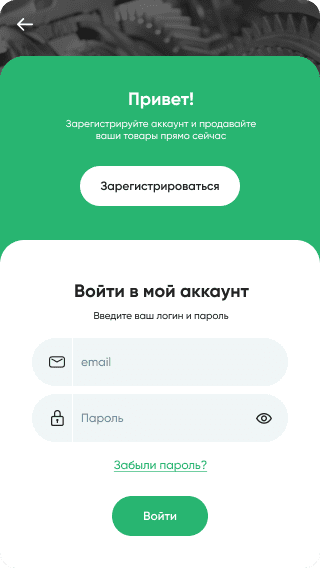 Привет!
Зарегистрируйте аккаунт и продавайте
ваши товары прямо сейчас
Зарегистрироваться
Войти в мой аккаунт
Введите ваш логин и пароль
email
Пароль
Забыли пароль?
Войти